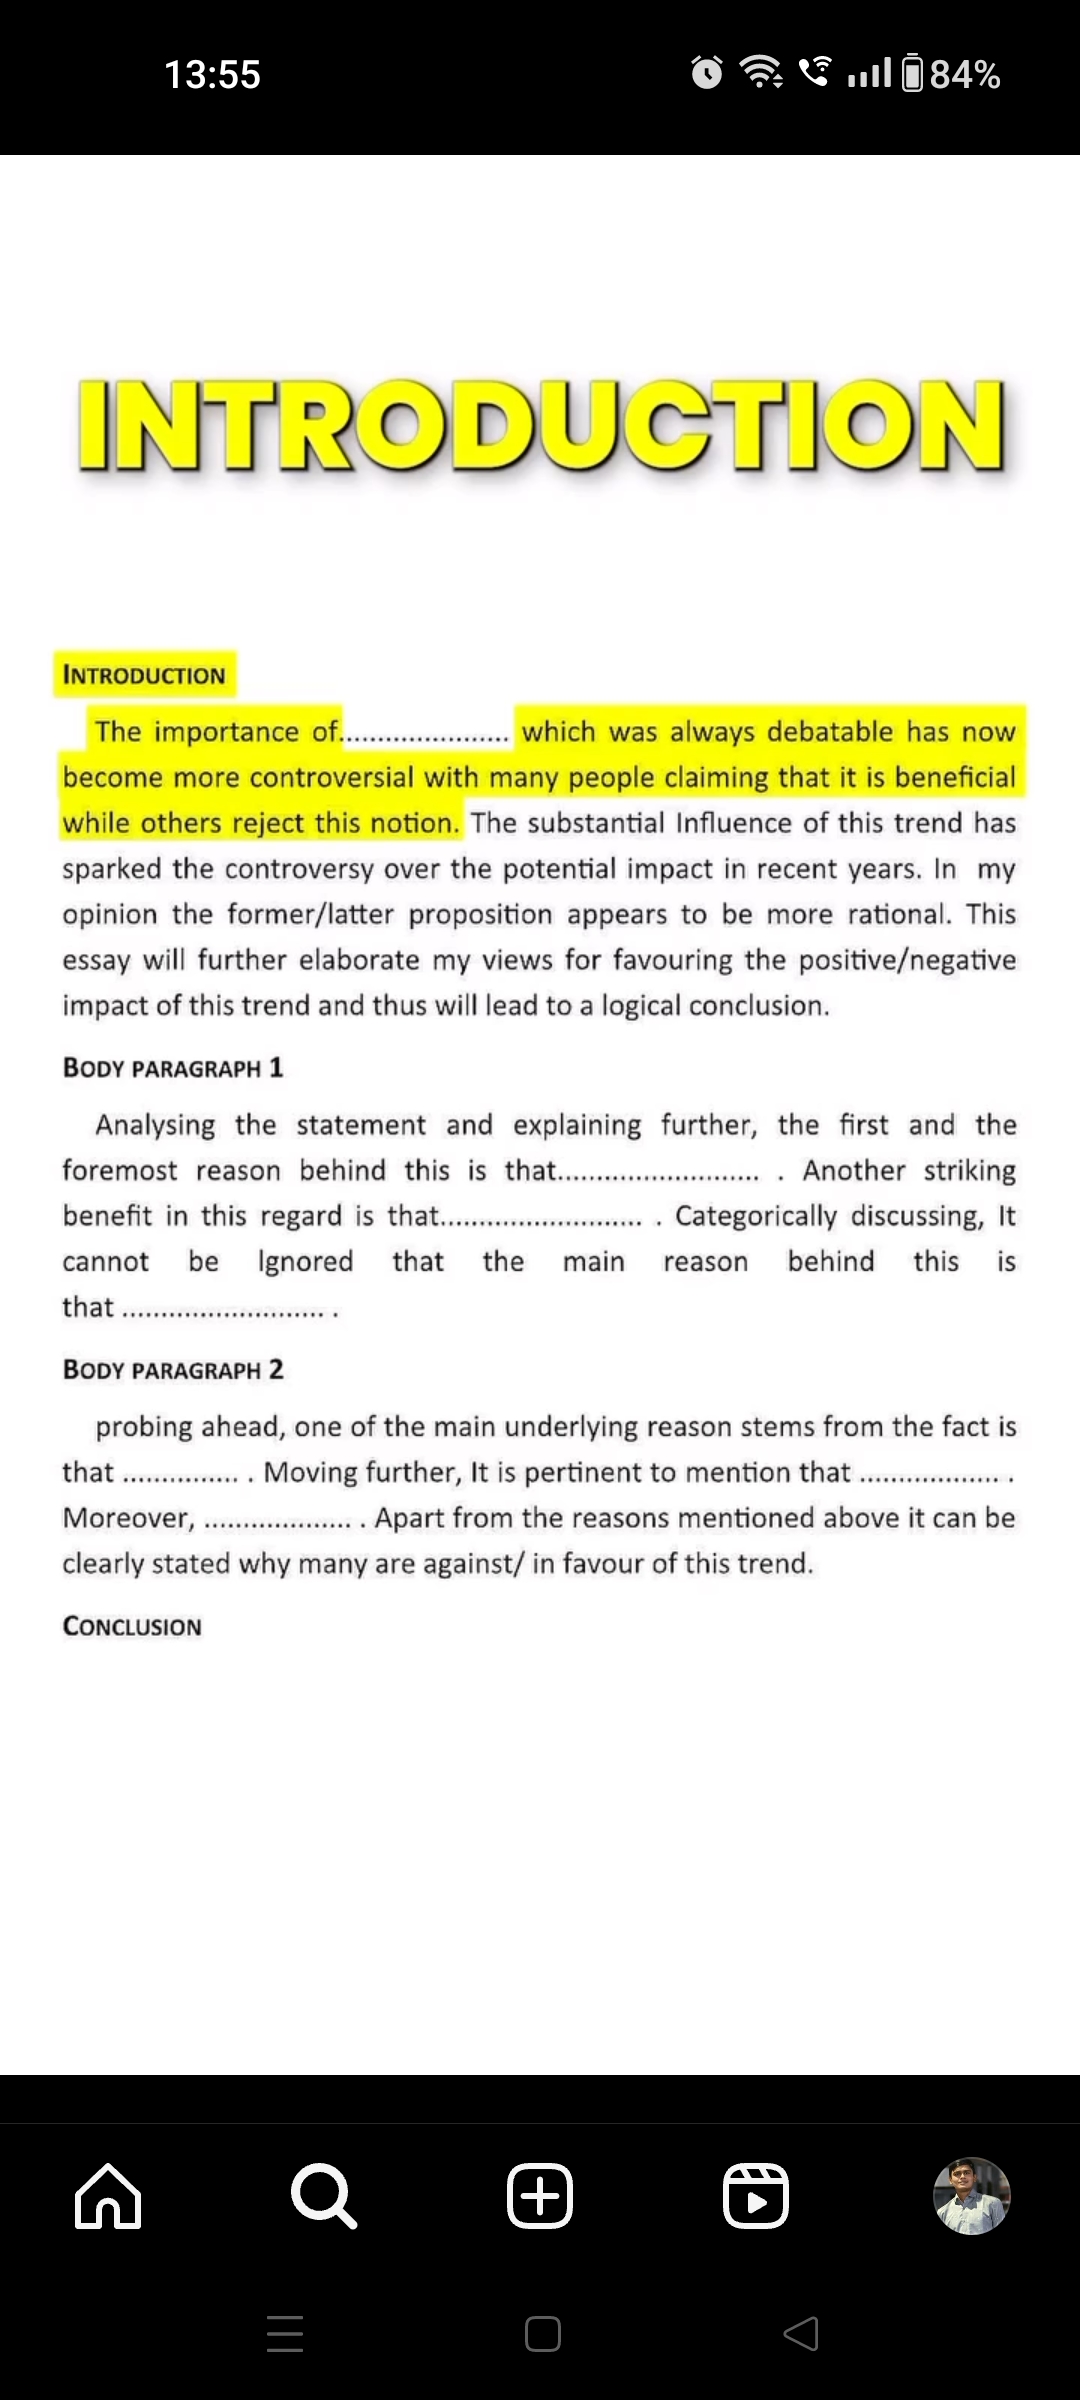 13:55
84%
INTRODUCTION
INTRODUCTION
The importance of...................... which was always debatable has now
become more controversial with many people claiming that it is beneficial
while others reject this notion. The substantial Influence of this trend has
sparked the controversy over the potential impact in recent years. In my
opinion the former/latter proposition appears to be more rational. This
essay will further elaborate my views for favouring the positive/negative
impact of this trend and thus will lead to a logical conclusion.
BODY PARAGRAPH 1
Analysing the statement and explaining further, the first and the
foremost reason behind this is that.......................... . Another striking
benefit in this regard is that.......................... . Categorically discussing, It
cannot be Ignored that the main reason behind this is
that .......................... .
BODY PARAGRAPH 2
probing ahead, one of the main underlying reason stems from the fact is
that ............... . Moving further, It is pertinent to mention that .................. .
Moreover, ................... . Apart from the reasons mentioned above it can be
clearly stated why many are against/ in favour of this trend.
CONCLUSION